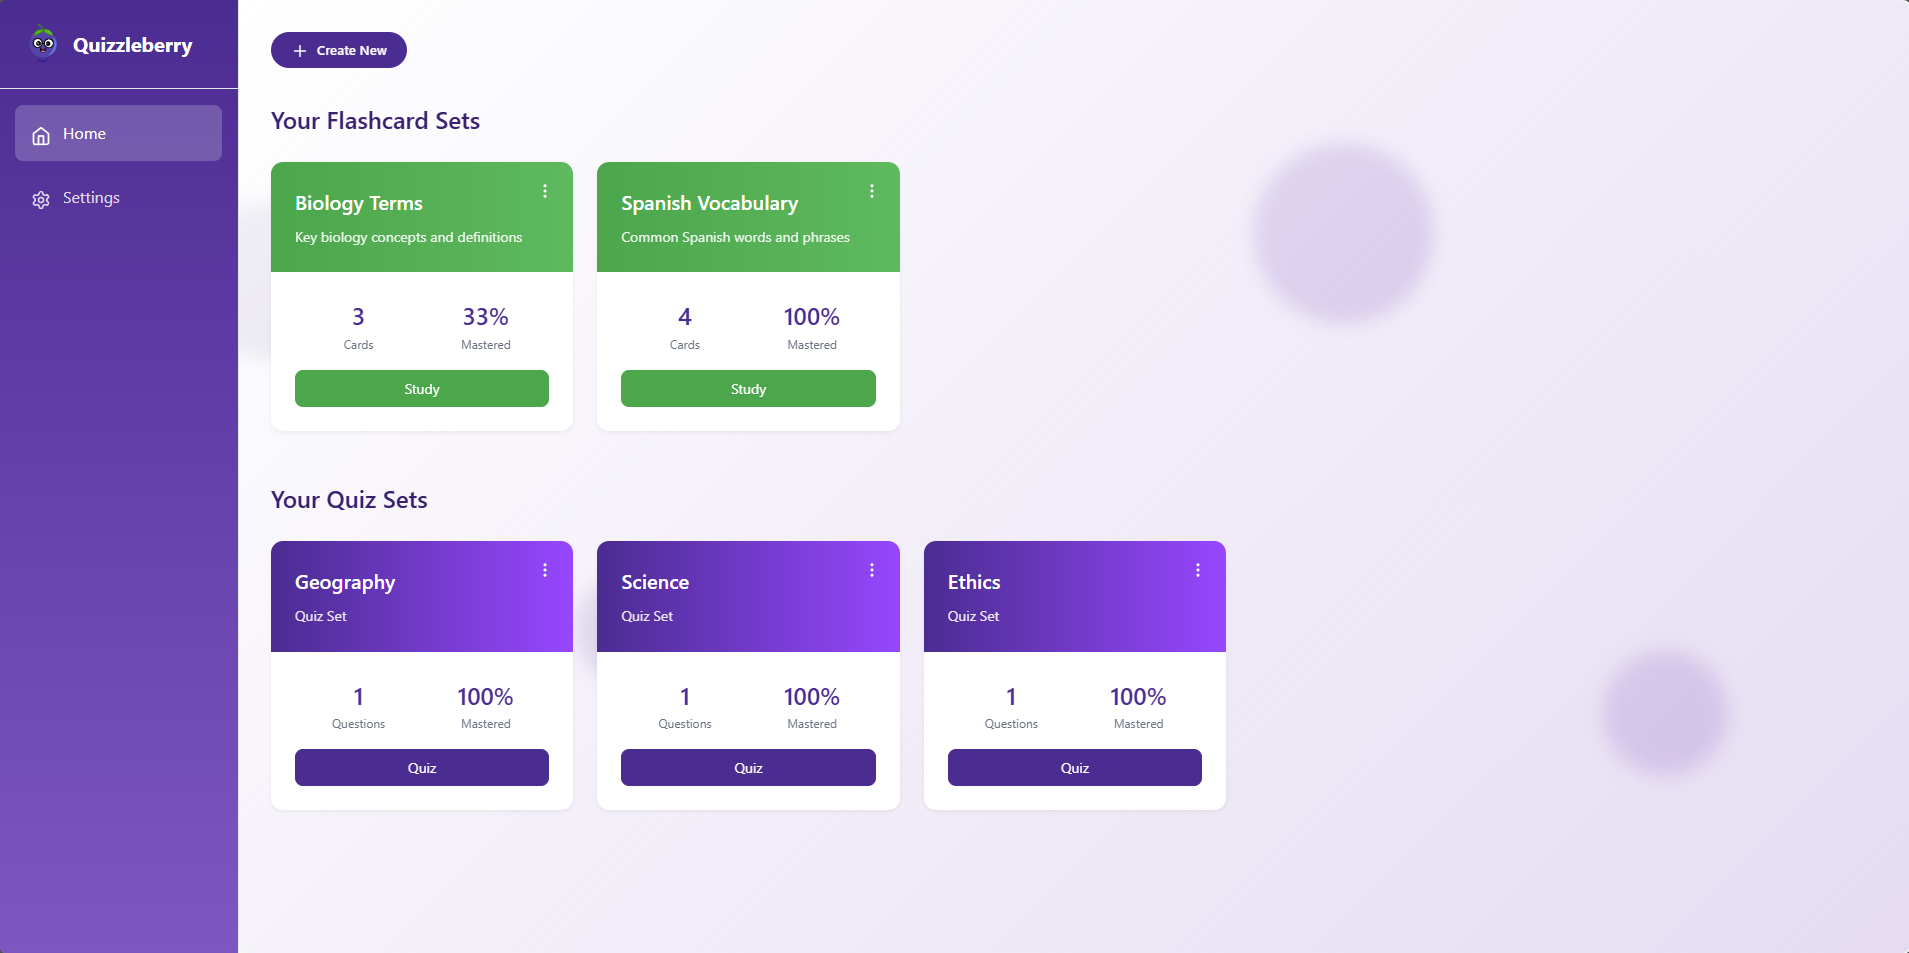 Quizzleberry
Home
Settings
Create New
Your Flashcard Sets
Biology Terms
Key biology concepts and definitions
3
Cards
33%
Mastered
Study
Spanish Vocabulary
Common Spanish words and phrases
4
Cards
100%
Mastered
Study
Your Quiz Sets
Geography
Quiz Set
1
Questions
100%
Mastered
Quiz
Science
Quiz Set
1
Questions
100%
Mastered
Quiz
Ethics
Quiz Set
1
Questions
100%
Mastered
Quiz